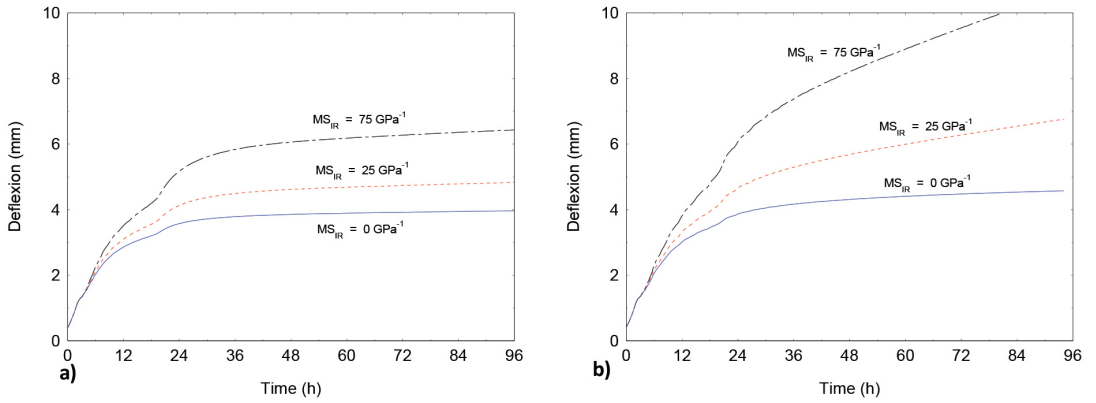 10
8
6
4
2
0
Deflexion (mm)
MS_IR = 75 GPa⁻¹
MS_IR = 25 GPa⁻¹
MS_IR = 0 GPa⁻¹
0 12 24 36 48 60 72 84 96
a)
Time (h)
10
8
6
4
2
0
Deflexion (mm)
MS_IR = 75 GPa⁻¹
MS_IR = 25 GPa⁻¹
MS_IR = 0 GPa⁻¹
0 12 24 36 48 60 72 84 96
b)
Time (h)